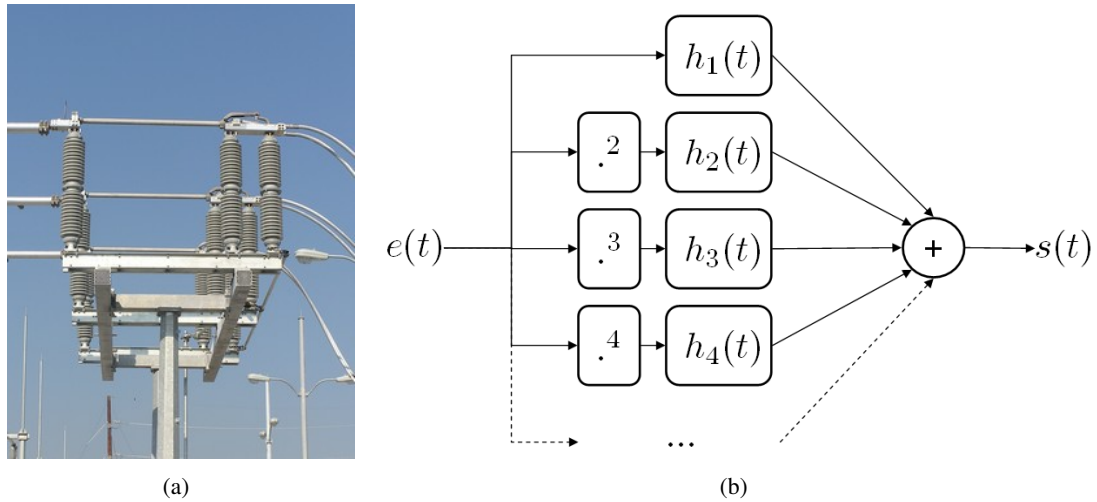 h₁(t)
.² h₂(t)
e(t) .³ h₃(t) + s(t)
.⁴ h₄(t)
...
(a) (b)